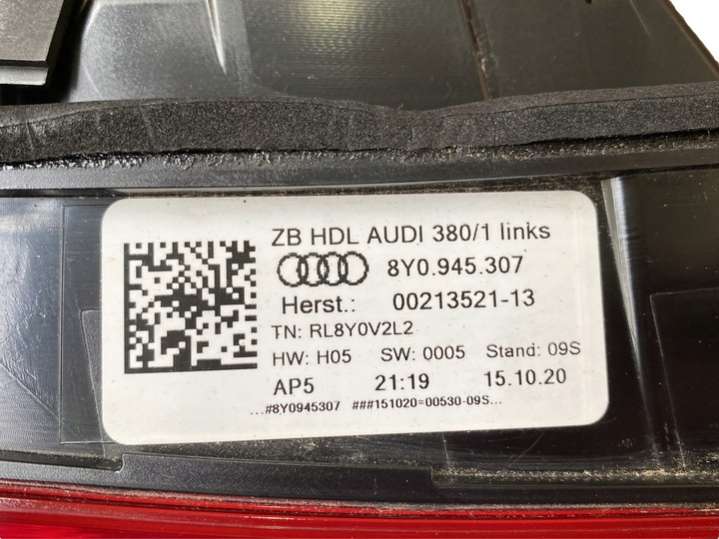 ZB HDL AUDI 380/1 links
8Y0.945.307
Herst.: 00213521-13
TN: RL8Y0V2L2
HW: H05 SW: 0005 Stand: 09S
AP5 21:19 15.10.20
...#8Y0945307 ###151020=00530-09S...